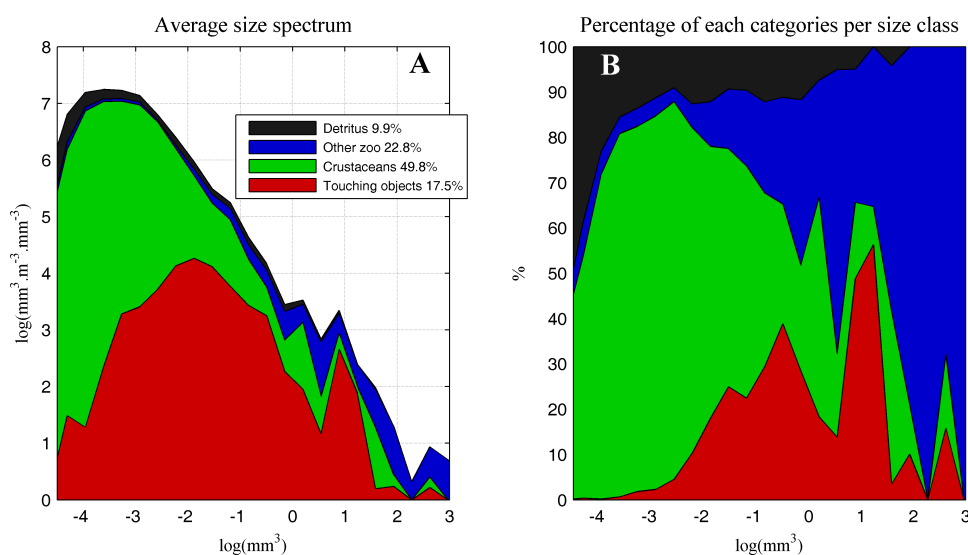 Average size spectrum
A
8
7
6
5
4
3
2
1
0
log(mm³.m⁻³.mm⁻³)
Detritus 9.9%
Other zoo 22.8%
Crustaceans 49.8%
Touching objects 17.5%
-4 -3 -2 -1 0 1 2 3
log(mm³)
Percentage of each categories per size class
B
100
90
80
70
60
50
40
30
20
10
0
%
-4 -3 -2 -1 0 1 2 3
log(mm³)